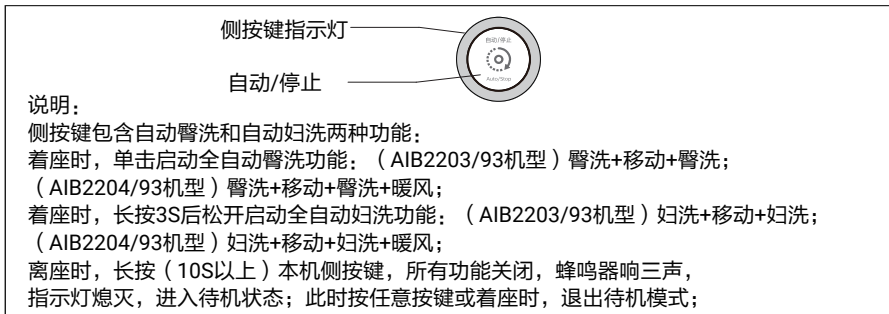 侧按键指示灯
自动/停止
Auto/Stop
自动/停止
说明：
侧按键包含自动臀洗和自动妇洗两种功能：
着座时，单击启动全自动臀洗功能：（AIB2203/93机型）臀洗+移动+臀洗；
（AIB2204/93机型）臀洗+移动+臀洗+暖风；
着座时，长按3S后松开启动全自动妇洗功能：（AIB2203/93机型）妇洗+移动+妇洗；
（AIB2204/93机型）妇洗+移动+妇洗+暖风；
离座时，长按（10S以上）本机侧按键，所有功能关闭，蜂鸣器响三声，
指示灯熄灭，进入待机状态；此时按任意按键或着座时，退出待机模式；